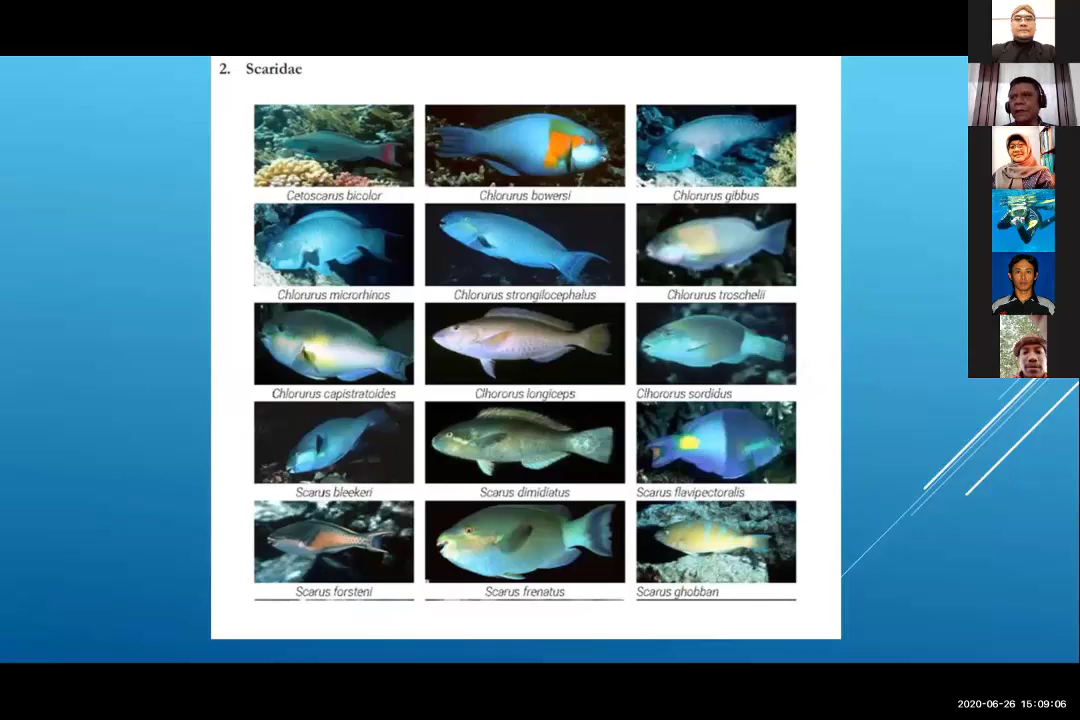 2. Scaridae
Cetoscarus bicolor
Chlorurus bowersi
Chlorurus gibbus
Chlorurus microrhinos
Chlorurus strongilocephalus
Chlorurus troschelii
Chlorurus capistratoides
Clhororus longiceps
Clhororus sordidus
Scarus bleekeri
Scarus dimidiatus
Scarus flavipectoralis
Scarus forsteni
Scarus frenatus
Scarus ghobban
2020-06-26 15:09:06